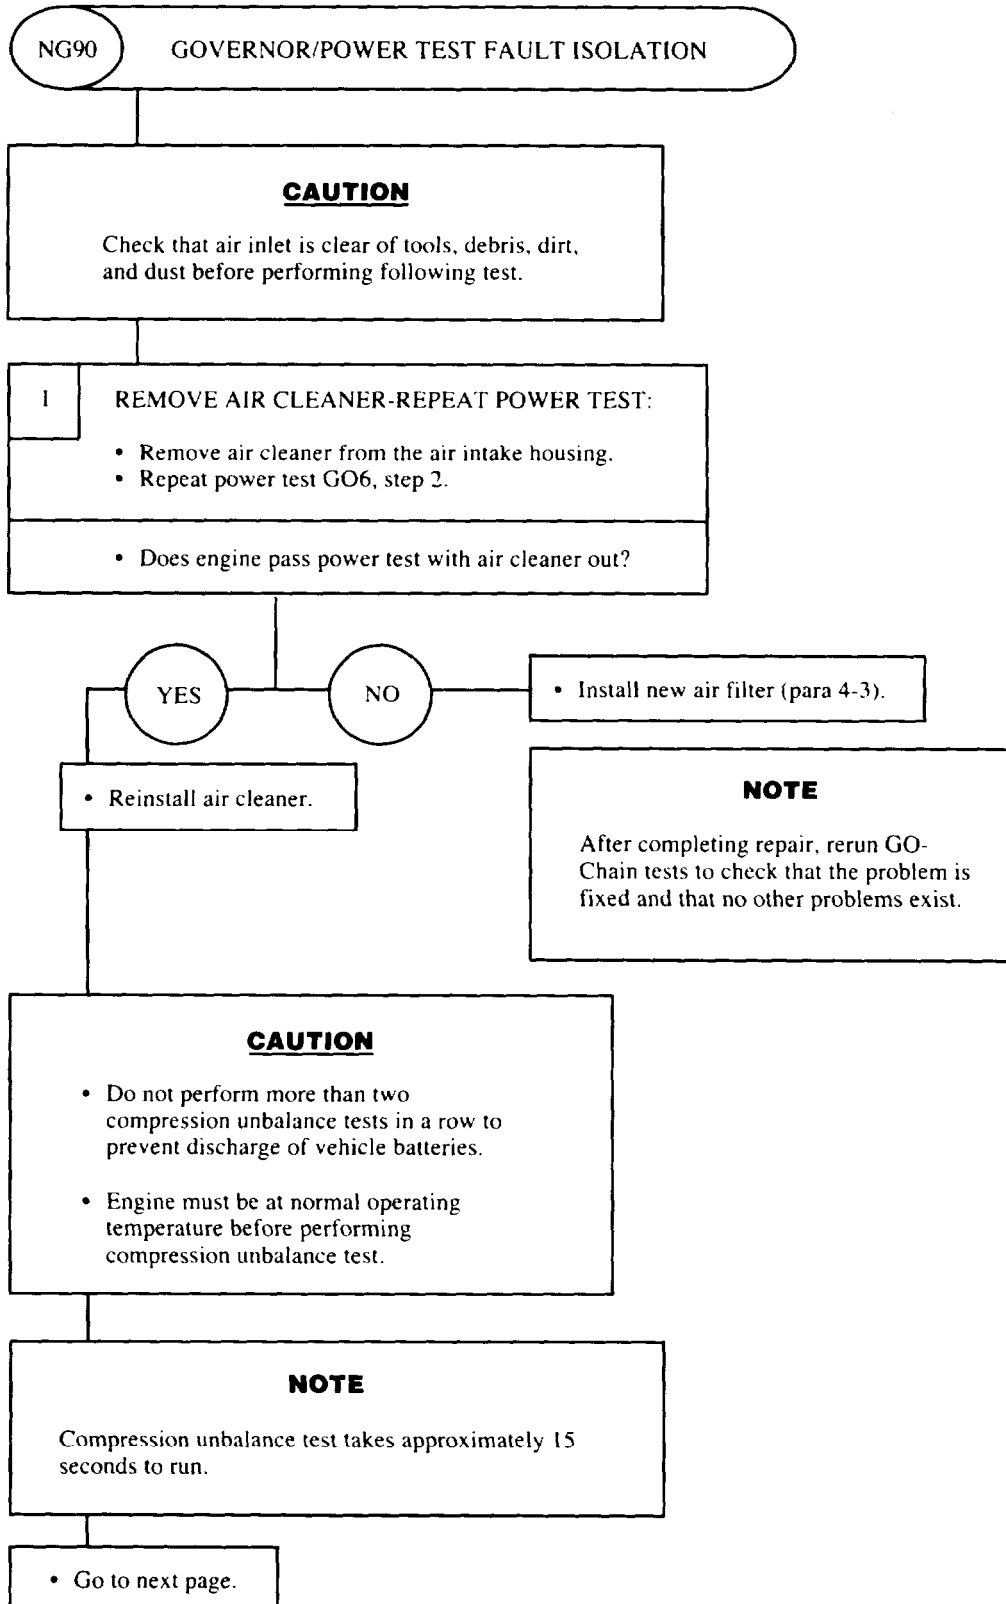 NG90 GOVERNOR/POWER TEST FAULT ISOLATION
CAUTION
Check that air inlet is clear of tools, debris, dirt,
and dust before performing following test.
1 REMOVE AIR CLEANER-REPEAT POWER TEST:
• Remove air cleaner from the air intake housing.
• Repeat power test GO6, step 2.
• Does engine pass power test with air cleaner out?
YES
NO
• Install new air filter (para 4-3).
• Reinstall air cleaner.
NOTE
After completing repair, rerun GO-
Chain tests to check that the problem is
fixed and that no other problems exist.
CAUTION
• Do not perform more than two
compression unbalance tests in a row to
prevent discharge of vehicle batteries.
• Engine must be at normal operating
temperature before performing
compression unbalance test.
NOTE
Compression unbalance test takes approximately 15
seconds to run.
• Go to next page.